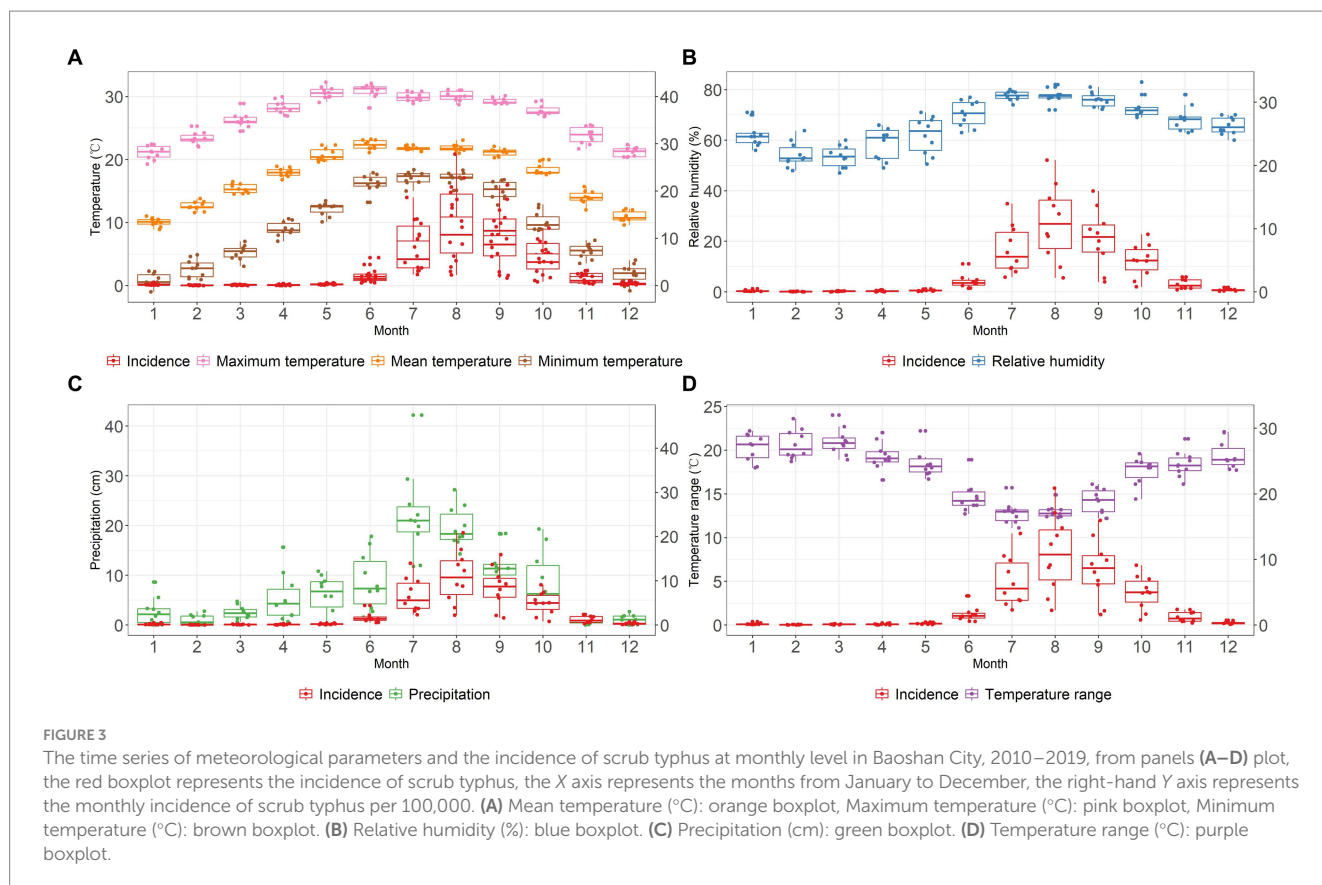 A
30
20
10
0
Temperature (℃)
40
30
20
10
0
1 2 3 4 5 6 7 8 9 10 11 12
Month
Incidence Maximum temperature Mean temperature Minimum temperature
B
80
60
40
20
0
Relative humidity (%)
30
20
10
0
1 2 3 4 5 6 7 8 9 10 11 12
Month
Incidence Relative humidity
C
40
30
20
10
0
Precipitation (cm)
50
40
30
20
10
0
1 2 3 4 5 6 7 8 9 10 11 12
Month
Incidence Precipitation
D
25
20
15
10
5
0
Temperature range (℃)
30
20
10
0
1 2 3 4 5 6 7 8 9 10 11 12
Month
Incidence Temperature range
FIGURE 3
The time series of meteorological parameters and the incidence of scrub typhus at monthly level in Baoshan City, 2010–2019, from panels (A–D) plot,
the red boxplot represents the incidence of scrub typhus, the X axis represents the months from January to December, the right-hand Y axis represents
the monthly incidence of scrub typhus per 100,000. (A) Mean temperature (°C): orange boxplot, Maximum temperature (°C): pink boxplot, Minimum
temperature (°C): brown boxplot. (B) Relative humidity (%): blue boxplot. (C) Precipitation (cm): green boxplot. (D) Temperature range (°C): purple
boxplot.